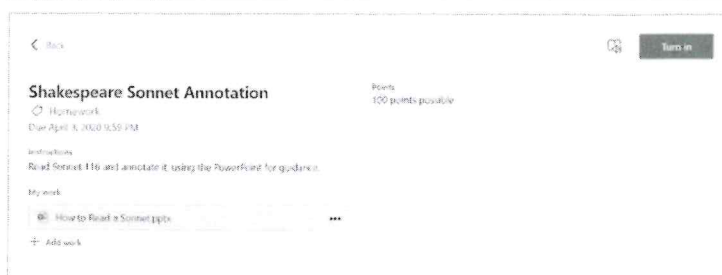 Back
Turn in
Shakespeare Sonnet Annotation
Homework
Due April 3, 2020 9:59 PM
Instructions
Read Sonnet 116 and annotate it, using the PowerPoint for guidance.
My work
How to Read a Sonnet.pptx
Add work
Points
100 points possible